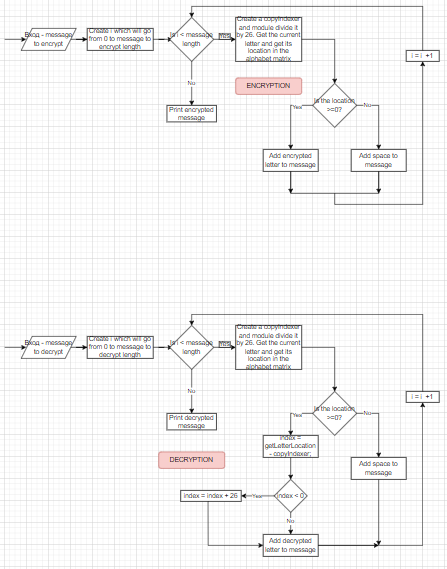 Вход - message
to encrypt
Create i which will go
from 0 to message to
encrypt length
Is i < message
length
Yes
Create a copyIndexer
and module divide it
by 26. Get the current
letter and get its
location in the
alphabet matrix
i = i +1
No
Print encrypted
message
ENCRYPTION
Is the location
>=0?
Yes
No
Add encrypted
letter to message
Add space to
message
Вход - message
to decrypt
Create i which will go
from 0 to message to
decrypt length
Is i < message
length
Yes
Create a copyIndexer
and module divide it
by 26. Get the current
letter and get its
location in the
alphabet matrix
i = i +1
No
Print decrypted
message
DECRYPTION
Is the location
>=0?
Yes
No
index =
getLetterLocation
- copyIndexer;
Add space to
message
index = index + 26
Yes
index < 0
No
Add decrypted
letter to message